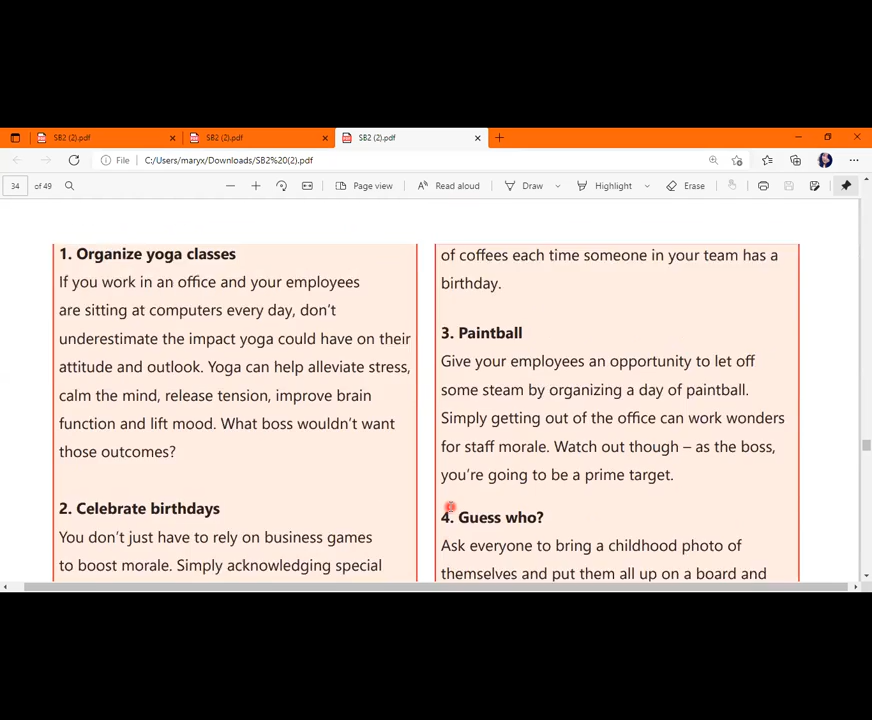 SB2 (2).pdf
SB2 (2).pdf
SB2 (2).pdf
File C:/Users/maryx/Downloads/SB2%20(2).pdf
34 of 49 Page view Read aloud Draw Highlight Erase
1. Organize yoga classes
If you work in an office and your employees
are sitting at computers every day, don't
underestimate the impact yoga could have on their
attitude and outlook. Yoga can help alleviate stress,
calm the mind, release tension, improve brain
function and lift mood. What boss wouldn't want
those outcomes?
2. Celebrate birthdays
You don't just have to rely on business games
to boost morale. Simply acknowledging special
of coffees each time someone in your team has a
birthday.
3. Paintball
Give your employees an opportunity to let off
some steam by organizing a day of paintball.
Simply getting out of the office can work wonders
for staff morale. Watch out though – as the boss,
you're going to be a prime target.
4. Guess who?
Ask everyone to bring a childhood photo of
themselves and put them all up on a board and